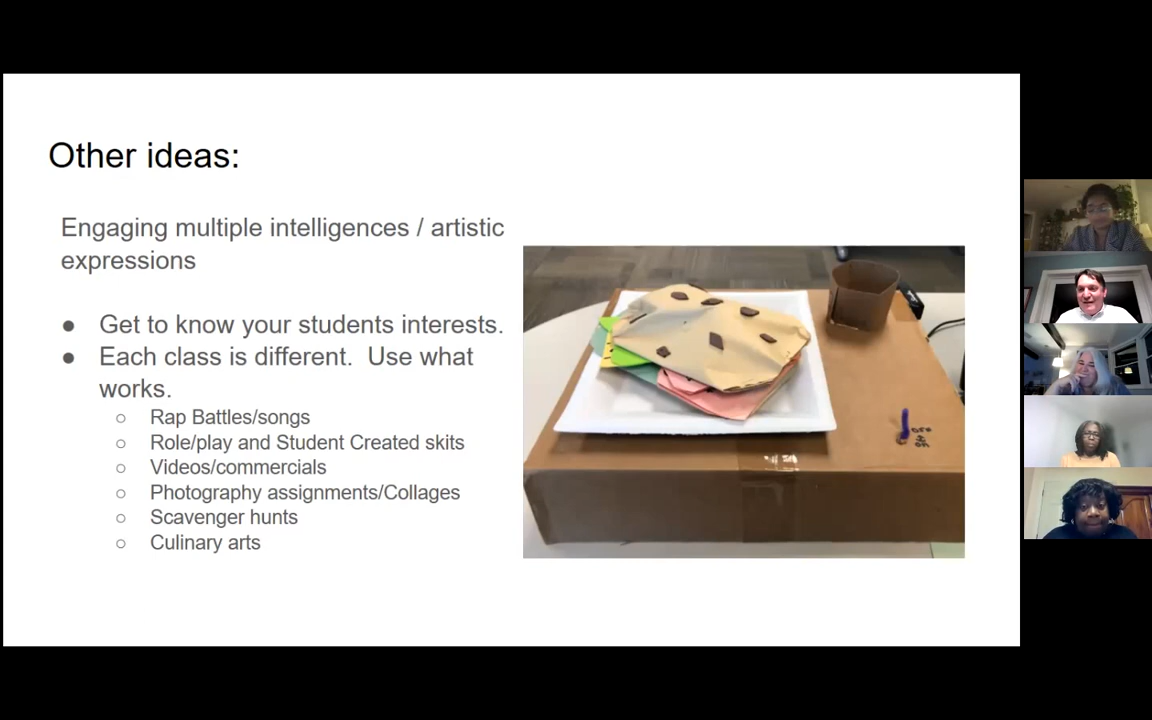 Other ideas:
Engaging multiple intelligences / artistic
expressions
● Get to know your students interests.
● Each class is different.  Use what
works.
○ Rap Battles/songs
○ Role/play and Student Created skits
○ Videos/commercials
○ Photography assignments/Collages
○ Scavenger hunts
○ Culinary arts